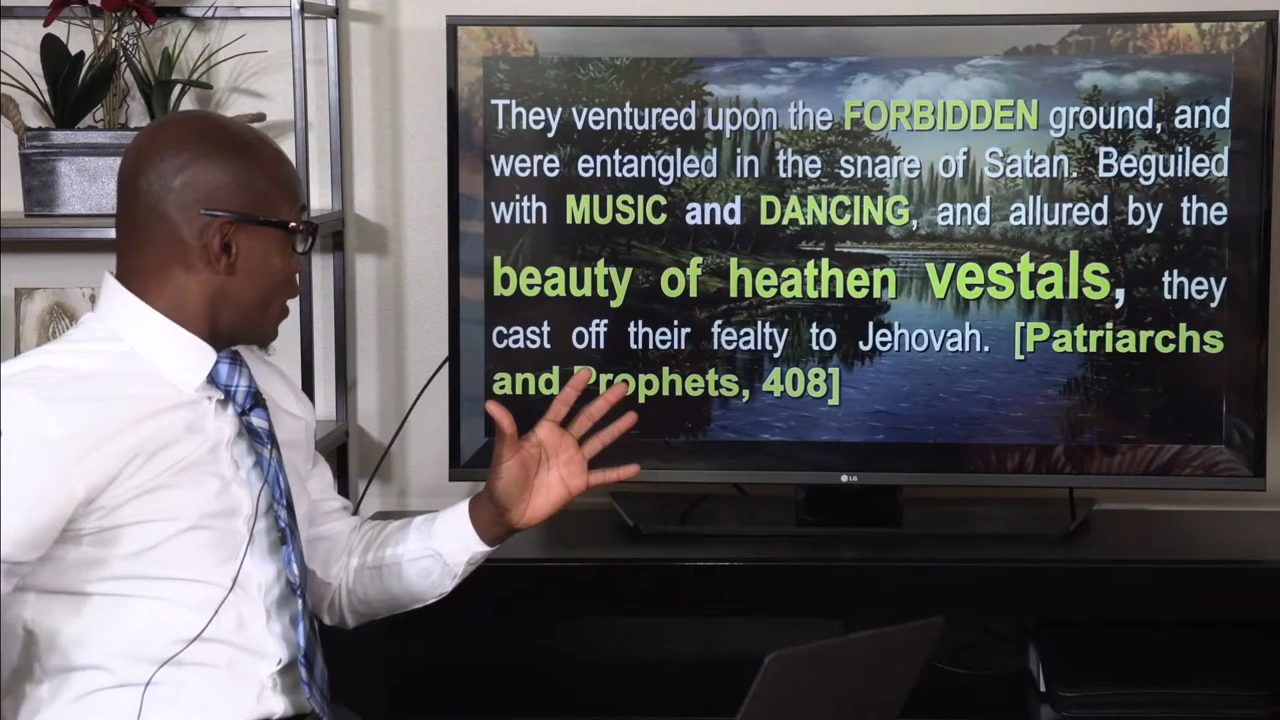 They ventured upon the FORBIDDEN ground, and
were entangled in the snare of Satan. Beguiled
with MUSIC and DANCING, and allured by the
beauty of heathen vestals, they
cast off their fealty to Jehovah. [Patriarchs
and Prophets, 408]
LG